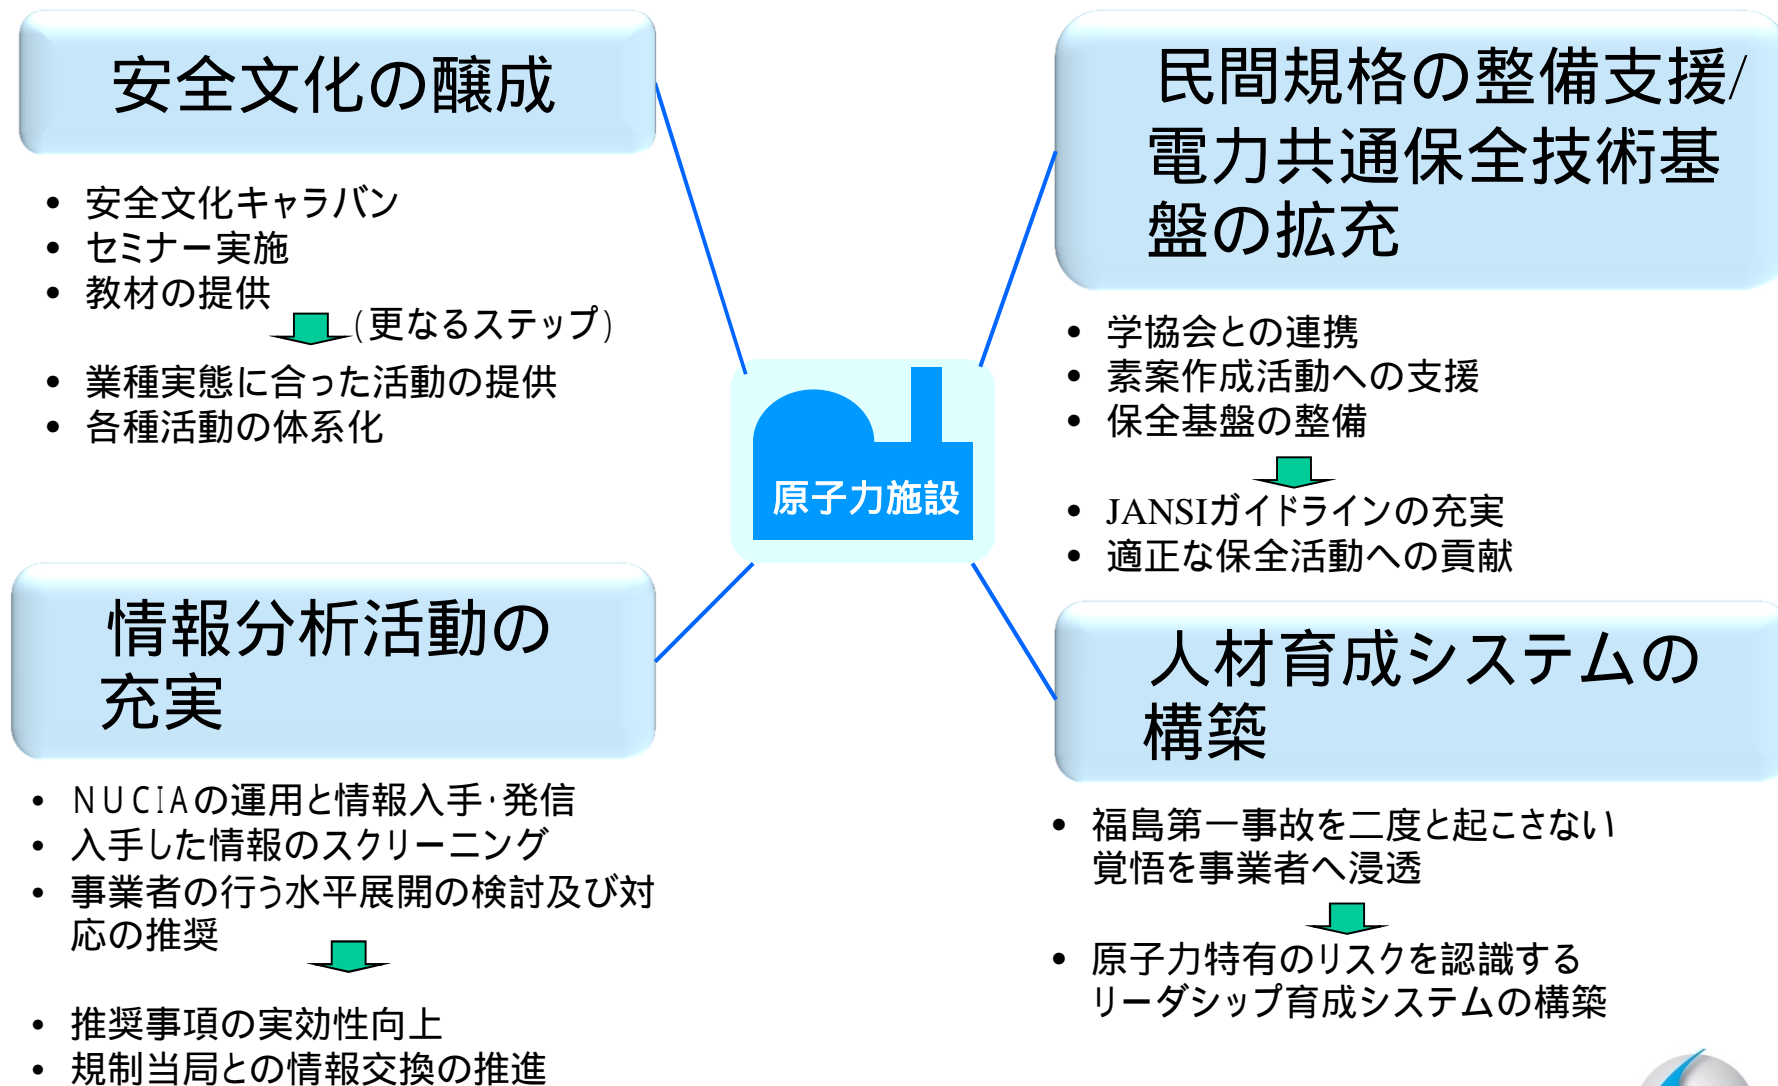 安全文化の醸成
• 安全文化キャラバン
• セミナー実施
• 教材の提供
(更なるステップ)
• 業種実態に合った活動の提供
• 各種活動の体系化
民間規格の整備支援/
電力共通保全技術基
盤の拡充
• 学協会との連携
• 素案作成活動への支援
• 保全基盤の整備
• JANSIガイドラインの充実
• 適正な保全活動への貢献
原子力施設
情報分析活動の
充実
• NUCIAの運用と情報入手・発信
• 入手した情報のスクリーニング
• 事業者の行う水平展開の検討及び対
応の推奨
• 推奨事項の実効性向上
• 規制当局との情報交換の推進
人材育成システムの
構築
• 福島第一事故を二度と起こさない
覚悟を事業者へ浸透
• 原子力特有のリスクを認識する
リーダシップ育成システムの構築